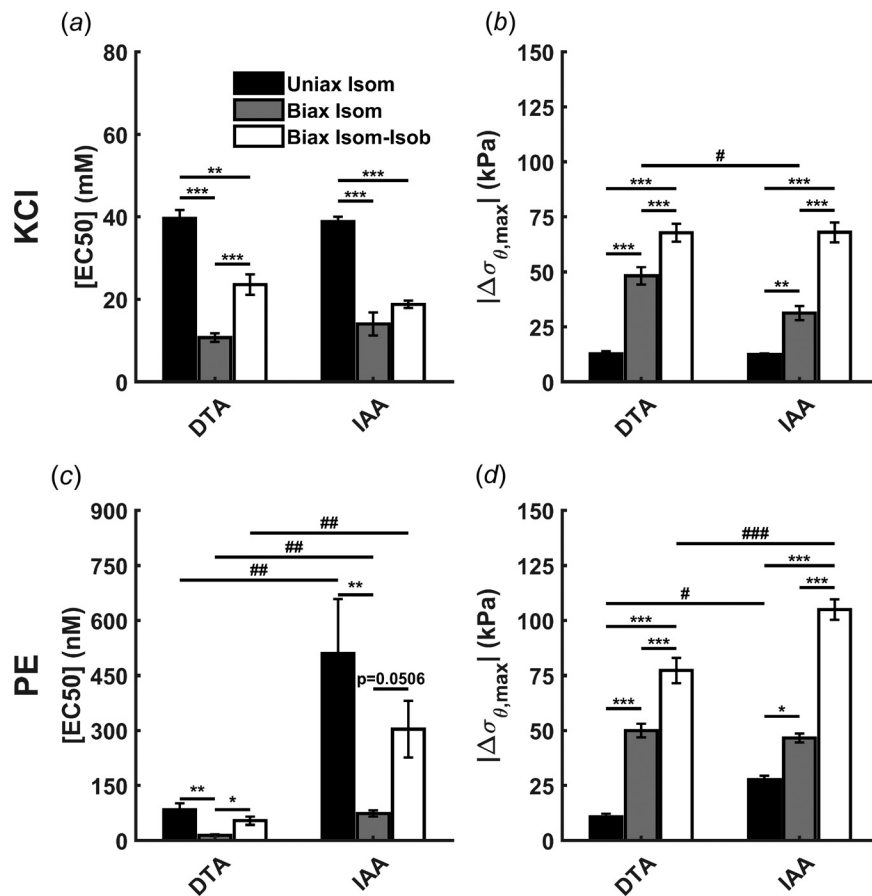 (a)
80
60
40
20
0
[EC50] (mM)
KCl
Uniax Isom
Biax Isom
Biax Isom-Isob
**
***
***
***
***
DTA
IAA
(b)
150
125
100
75
50
25
0
|Δσθ,max| (kPa)
#
***
***
***
***
***
**
DTA
IAA
(c)
900
750
600
450
300
150
0
[EC50] (nM)
PE
##
##
##
**
p=0.0506
**
*
DTA
IAA
(d)
150
125
100
75
50
25
0
|Δσθ,max| (kPa)
###
***
***
#
***
***
***
*
DTA
IAA